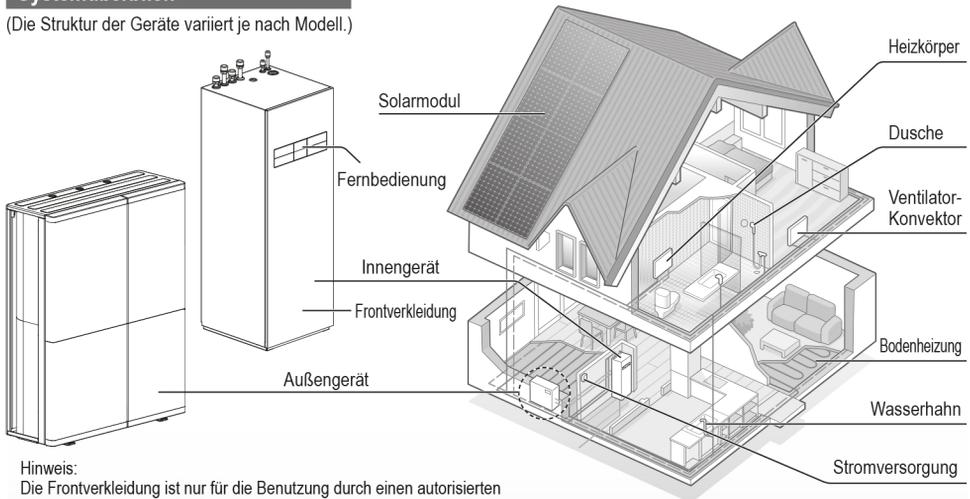 (Die Struktur der Geräte variiert je nach Modell.)
Solarmodul
Fernbedienung
Innengerät
Frontverkleidung
Außengerät
Heizkörper
Dusche
Ventilator-
Konvektor
Bodenheizung
Wasserhahn
Stromversorgung
Hinweis:
Die Frontverkleidung ist nur für die Benutzung durch einen autorisierten